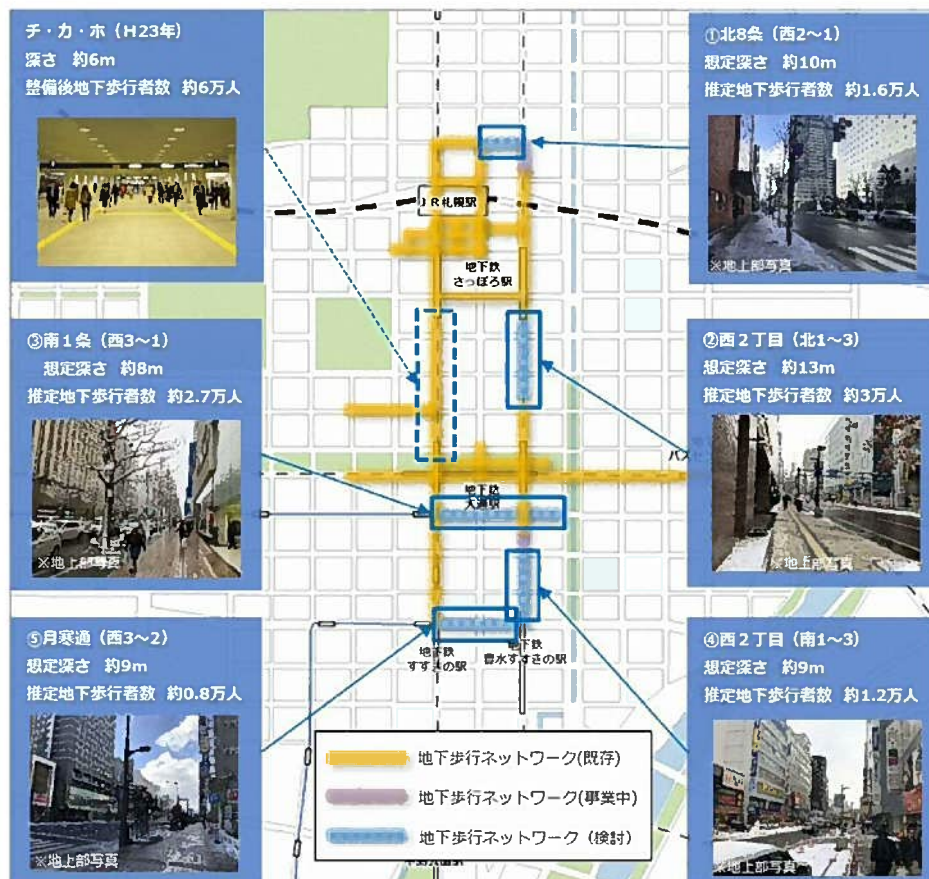 チ・カ・ホ（H23年）
深さ 約6m
整備後地下歩行者数 約6万人
①北8条（西2～1）
想定深さ 約10m
推定地下歩行者数 約1.6万人
※地上部写真
JR札幌駅
地下鉄
さっぽろ駅
③南1条（西3～1）
想定深さ 約8m
推定地下歩行者数 約2.7万人
※地上部写真
②西２丁目（北1～3）
想定深さ 約13m
推定地下歩行者数 約3万人
※地上部写真
バス
地下鉄
大通駅
⑤月寒通（西3～2）
想定深さ 約9m
推定地下歩行者数 約0.8万人
※地上部写真
地下鉄
すすきの駅
地下鉄
豊水すすきの駅
④西２丁目（南1～3）
想定深さ 約9m
推定地下歩行者数 約1.2万人
※地上部写真
地下歩行ネットワーク(既存)
地下歩行ネットワーク(事業中)
地下歩行ネットワーク（検討）